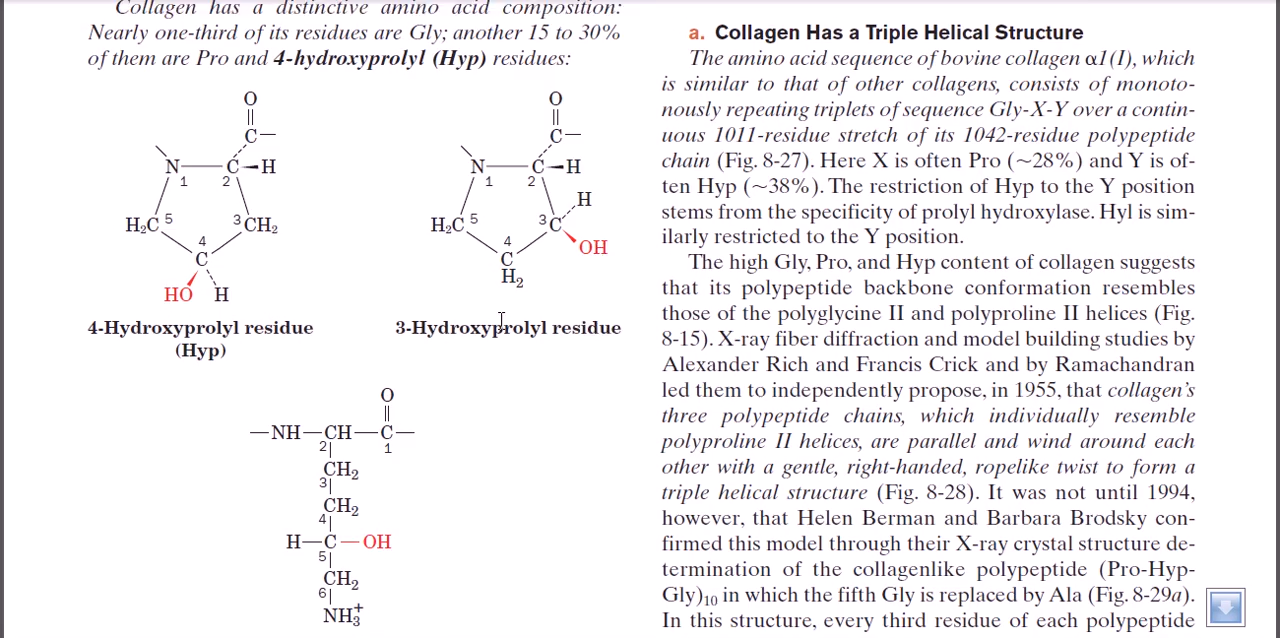 Collagen has a distinctive amino acid composition:
Nearly one-third of its residues are Gly; another 15 to 30%
of them are Pro and 4-hydroxyprolyl (Hyp) residues:
O
C
N C H
1 2
H₂C 5 3 CH₂
4
C
HO H
4-Hydroxyprolyl residue
(Hyp)
O
C
N C H
1 2
H
H₂C 5 3 C
OH
4
C
H₂
3-Hydroxyprolyl residue
O
—NH—CH—C—
2 1
CH₂
3
CH₂
4
H—C—OH
5
CH₂
6
NH₃⁺
a. Collagen Has a Triple Helical Structure
The amino acid sequence of bovine collagen α1(I), which
is similar to that of other collagens, consists of monoto-
nously repeating triplets of sequence Gly-X-Y over a contin-
uous 1011-residue stretch of its 1042-residue polypeptide
chain (Fig. 8-27). Here X is often Pro (~28%) and Y is of-
ten Hyp (~38%). The restriction of Hyp to the Y position
stems from the specificity of prolyl hydroxylase. Hyl is sim-
ilarly restricted to the Y position.
The high Gly, Pro, and Hyp content of collagen suggests
that its polypeptide backbone conformation resembles
those of the polyglycine II and polyproline II helices (Fig.
8-15). X-ray fiber diffraction and model building studies by
Alexander Rich and Francis Crick and by Ramachandran
led them to independently propose, in 1955, that collagen's
three polypeptide chains, which individually resemble
polyproline II helices, are parallel and wind around each
other with a gentle, right-handed, ropelike twist to form a
triple helical structure (Fig. 8-28). It was not until 1994,
however, that Helen Berman and Barbara Brodsky con-
firmed this model through their X-ray crystal structure de-
termination of the collagenlike polypeptide (Pro-Hyp-
Gly)₁₀ in which the fifth Gly is replaced by Ala (Fig. 8-29a).
In this structure, every third residue of each polypeptide